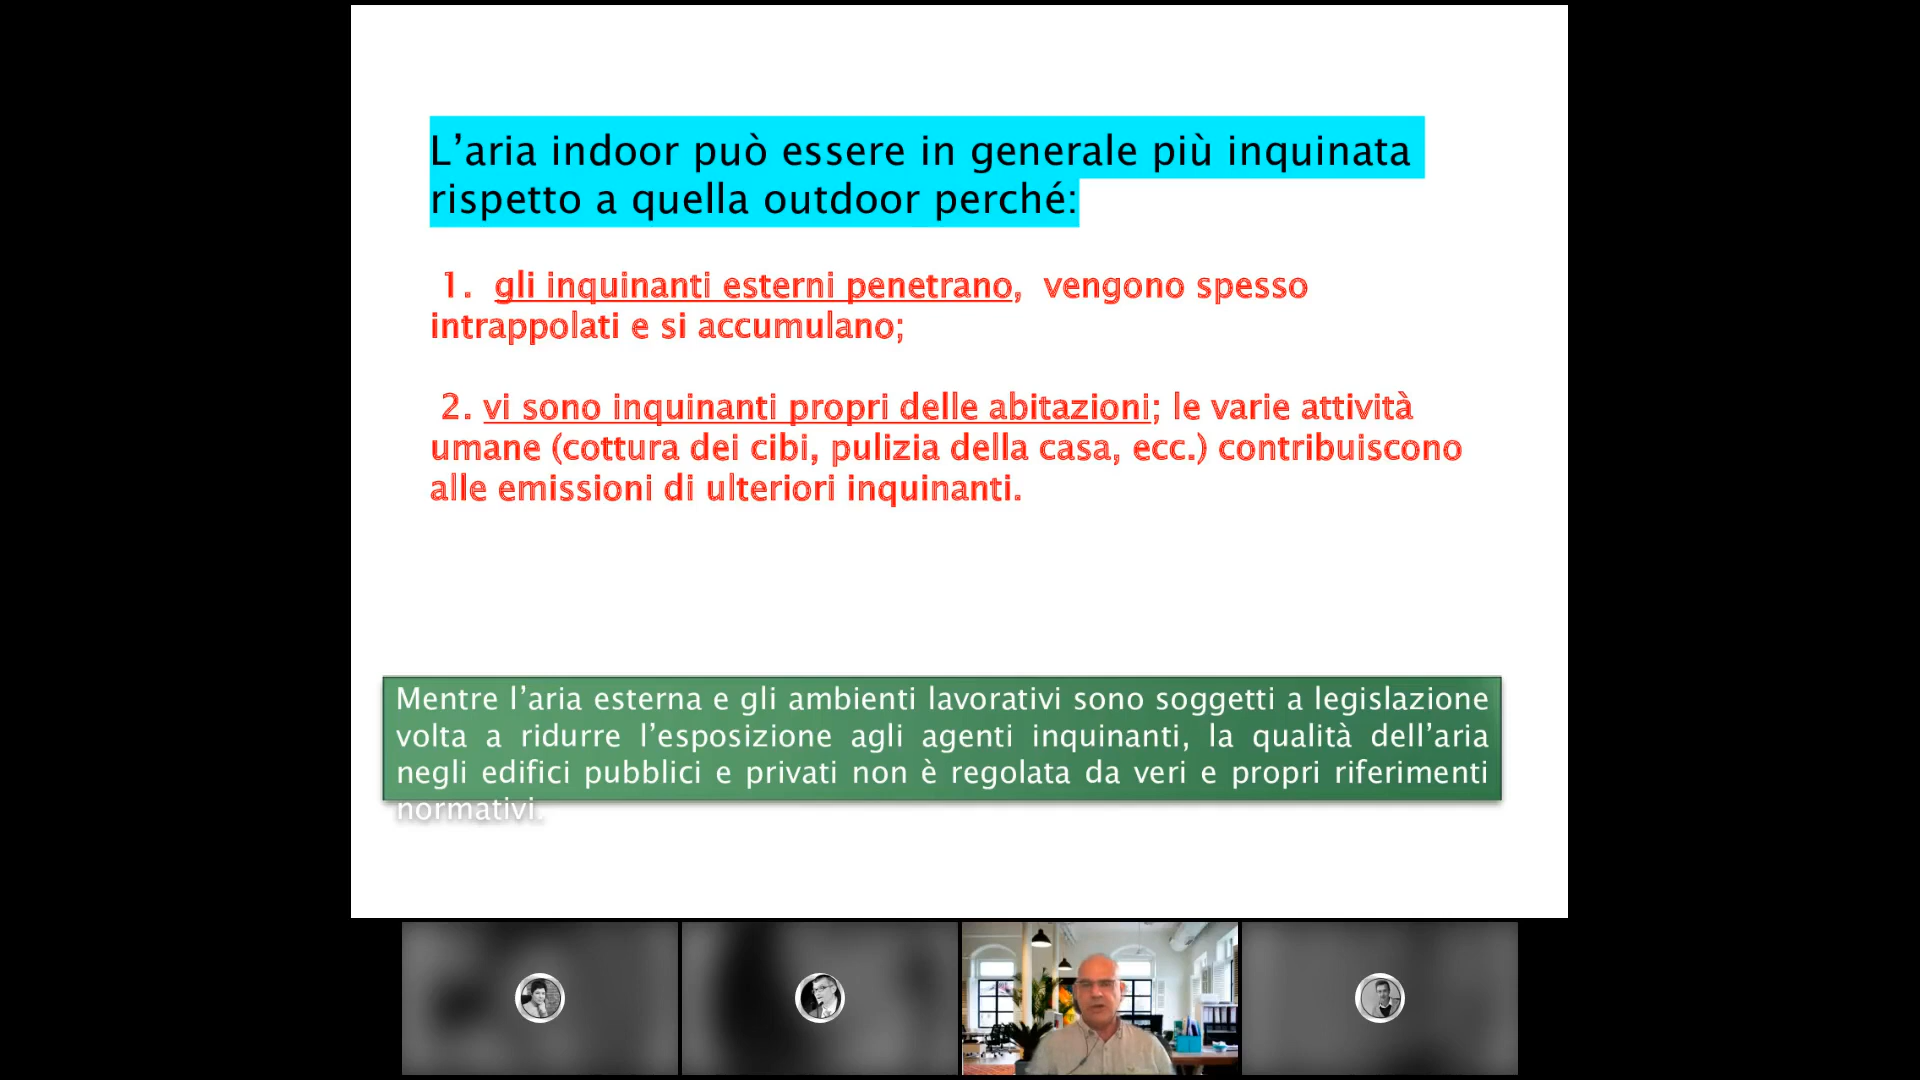 L’aria indoor può essere in generale più inquinata
rispetto a quella outdoor perché:
1. gli inquinanti esterni penetrano, vengono spesso
intrappolati e si accumulano;
2. vi sono inquinanti propri delle abitazioni; le varie attività
umane (cottura dei cibi, pulizia della casa, ecc.) contribuiscono
alle emissioni di ulteriori inquinanti.
Mentre l’aria esterna e gli ambienti lavorativi sono soggetti a legislazione
volta a ridurre l’esposizione agli agenti inquinanti, la qualità dell’aria
negli edifici pubblici e privati non è regolata da veri e propri riferimenti
normativi.